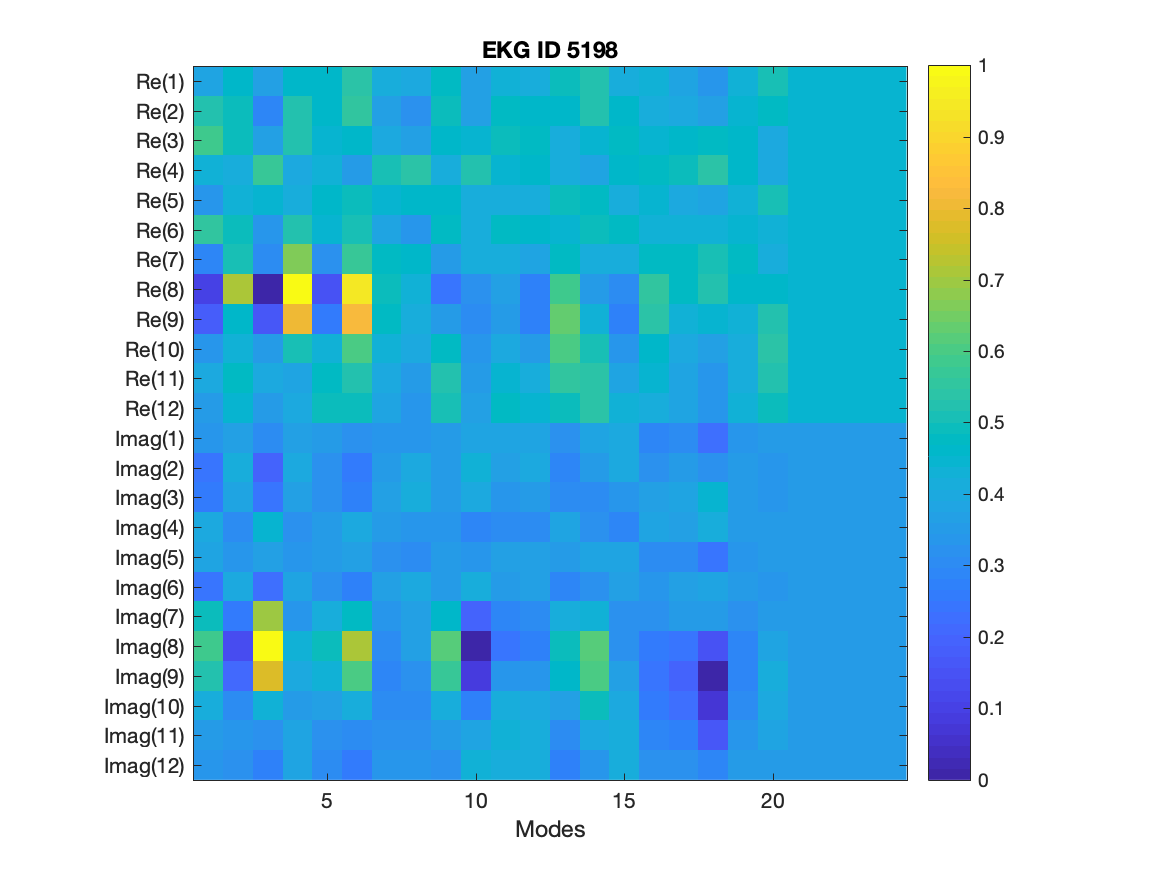 EKG ID 5198
Re(1)
Re(2)
Re(3)
Re(4)
Re(5)
Re(6)
Re(7)
Re(8)
Re(9)
Re(10)
Re(11)
Re(12)
Imag(1)
Imag(2)
Imag(3)
Imag(4)
Imag(5)
Imag(6)
Imag(7)
Imag(8)
Imag(9)
Imag(10)
Imag(11)
Imag(12)
5 10 15 20
Modes
1
0.9
0.8
0.7
0.6
0.5
0.4
0.3
0.2
0.1
0